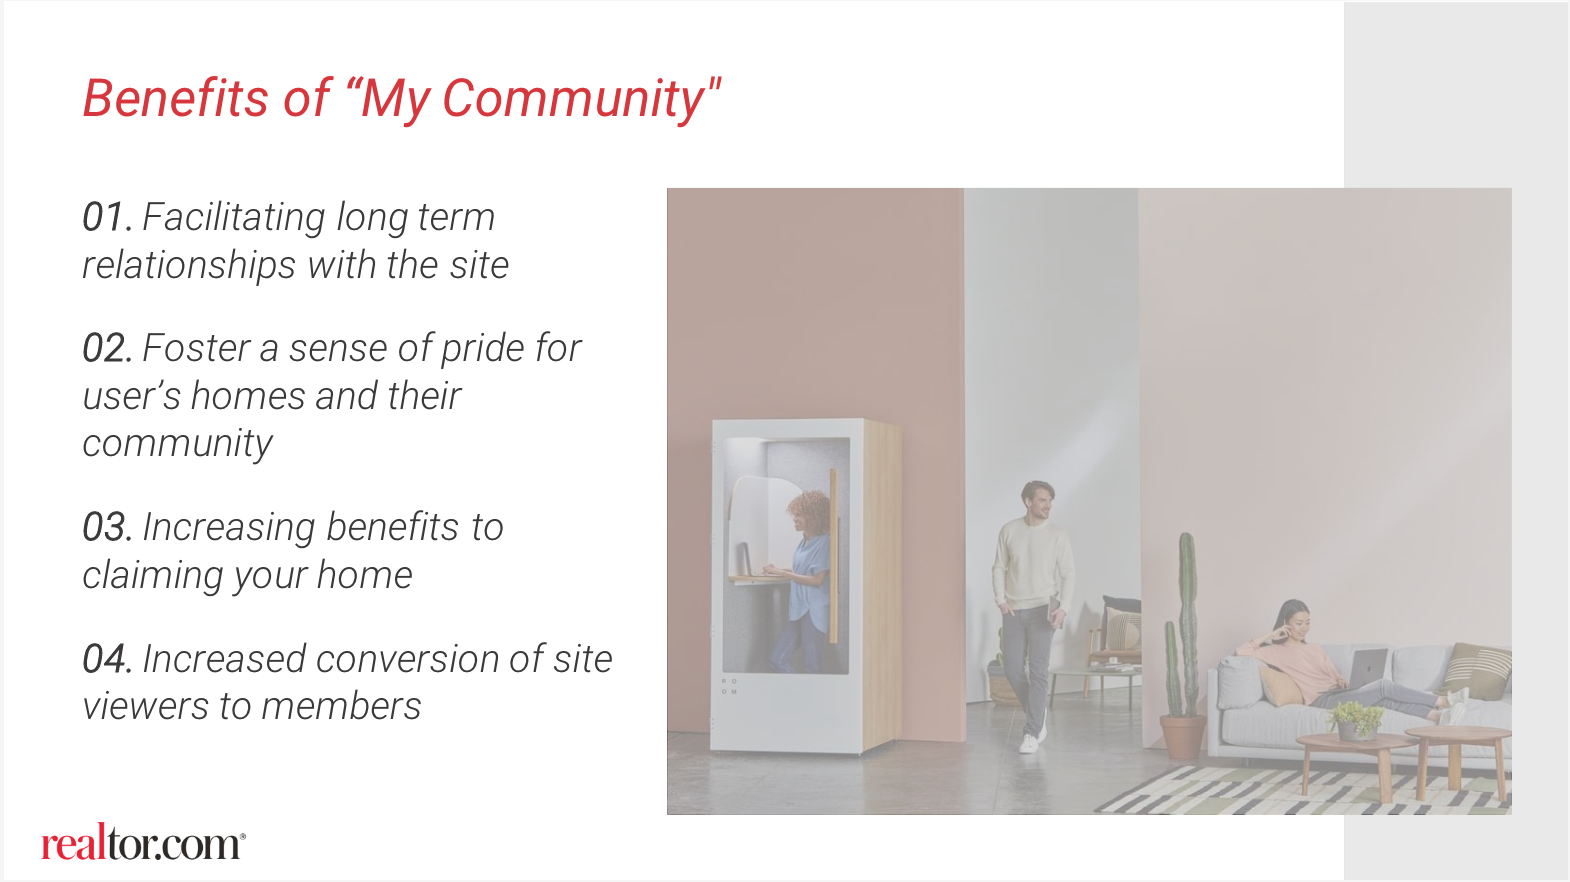 Benefits of “My Community"
01. Facilitating long term
relationships with the site
02. Foster a sense of pride for
user’s homes and their
community
03. Increasing benefits to
claiming your home
04. Increased conversion of site
viewers to members
R O
O M
realtor.com®